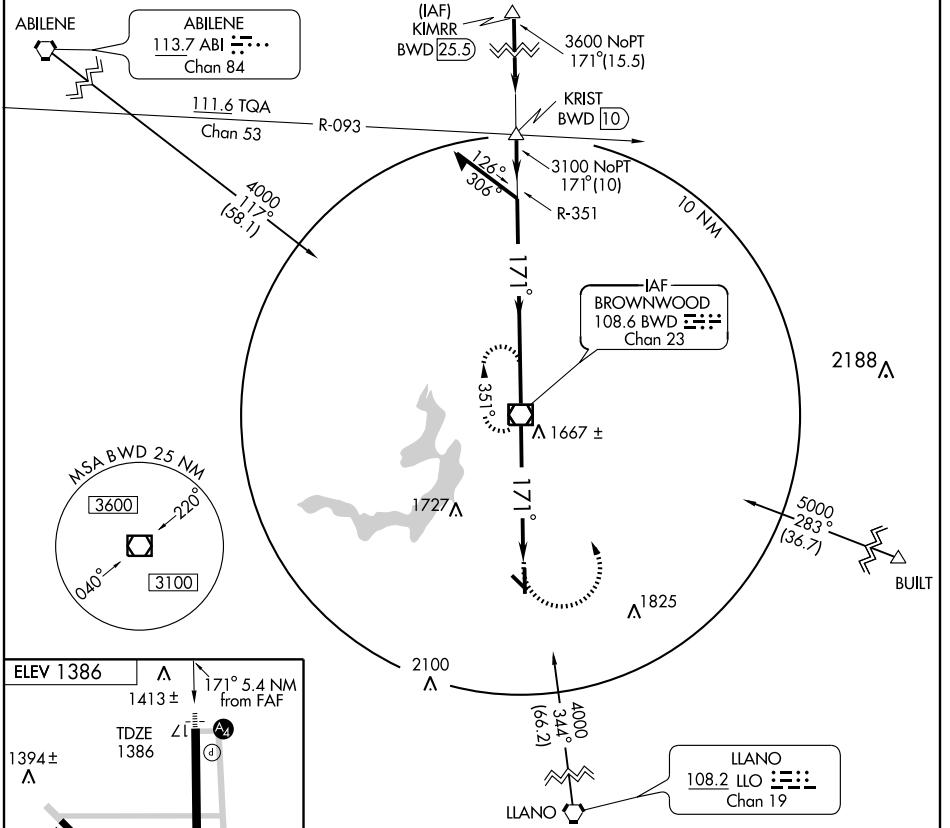 ABILENE
ABILENE
113.7 ABI
Chan 84
(IAF)
KIMRR
BWD 25.5
3600 NoPT
171°(15.5)
KRIST
BWD 10
111.6 TQA
Chan 53
R-093
3100 NoPT
171°(10)
126°
306°
R-351
4000
117°
(58.1)
10 NM
171°
IAF
BROWNWOOD
108.6 BWD
Chan 23
351°
2188
1667 ±
MSA BWD 25 NM
3600
220°
040°
3100
1727
171°
5000
283°
(36.7)
BUILT
1825
2100
ELEV 1386
1413 ±
171° 5.4 NM
from FAF
TDZE
1386
17
A4
P
1394 ±
4000
344°
(66.2)
LLANO
LLANO
108.2 LLO
Chan 19